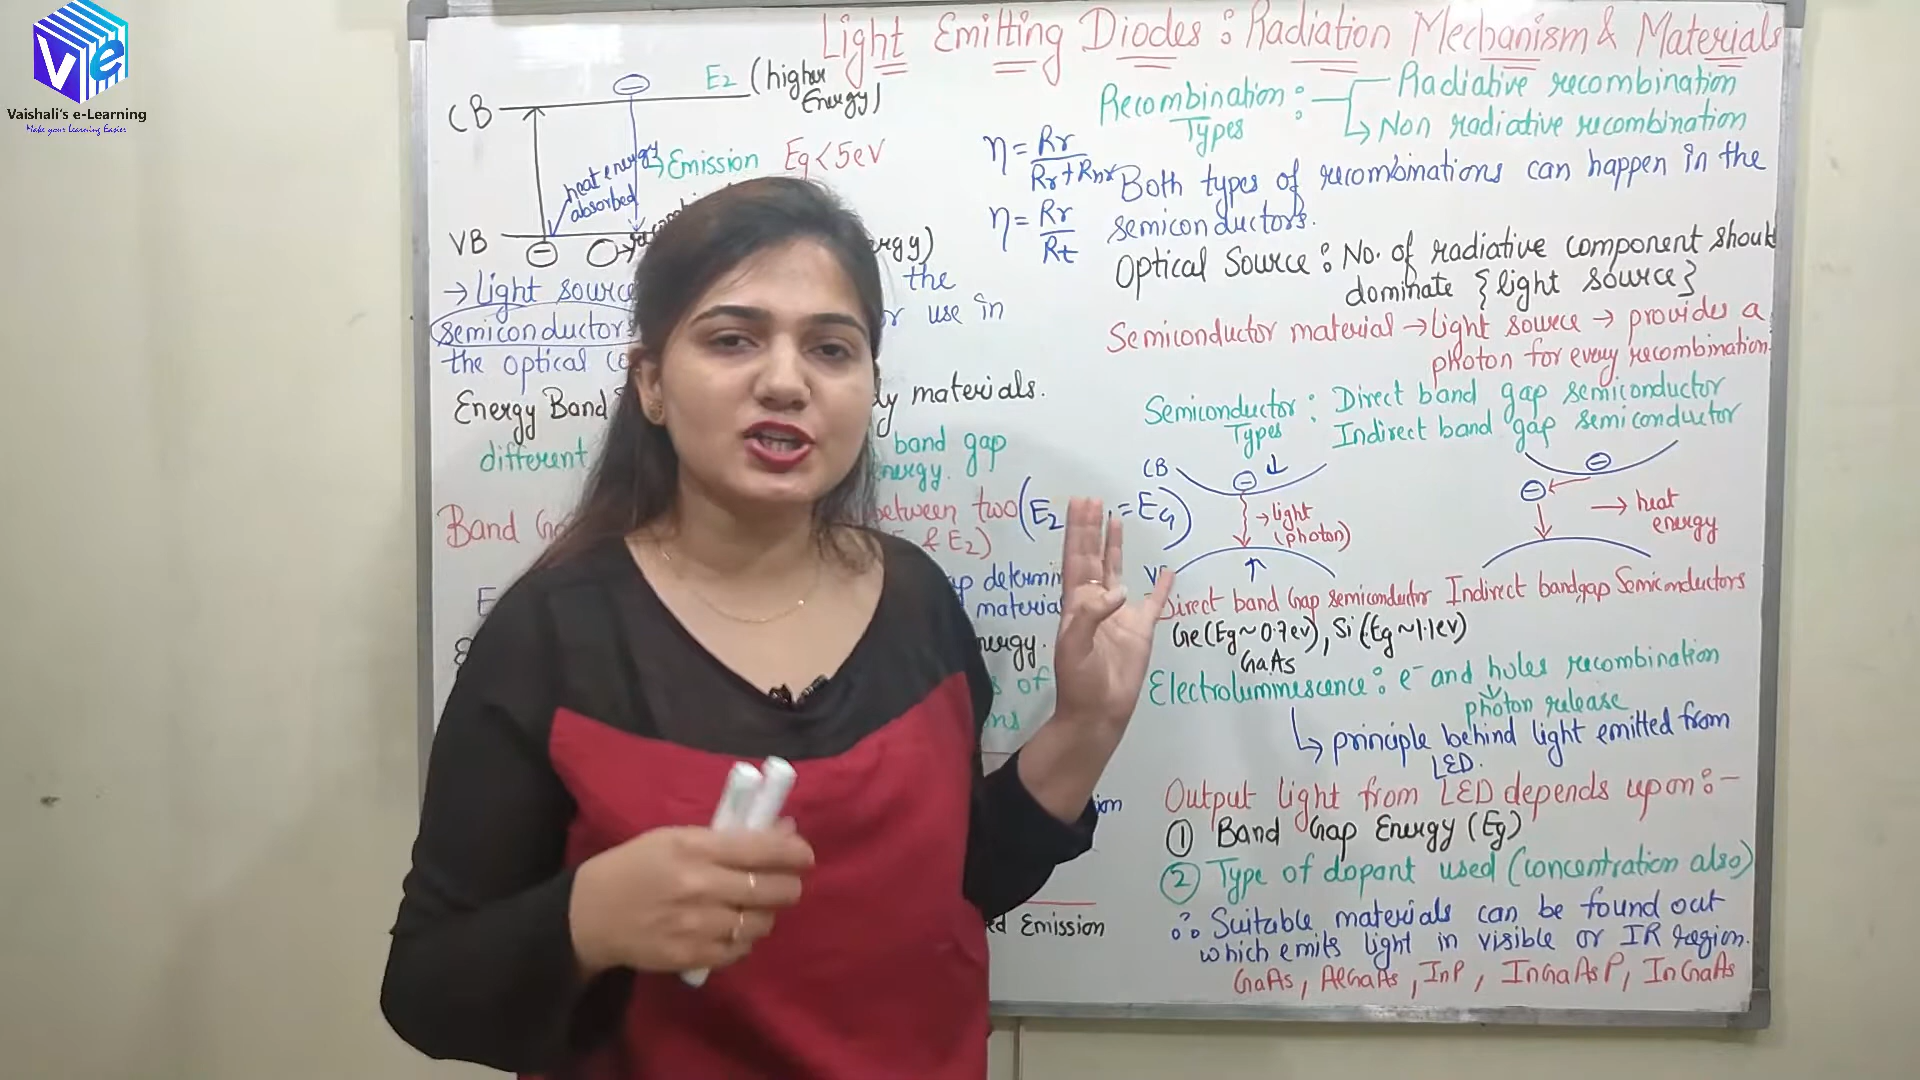 Ve
Vaishali's e-Learning
Make your Learning Easier
Light Emitting Diodes : Radiation Mechanism & Materials
CB
E2 (higher
Energy)
heat energy
absorbed
Emission Eg < 5eV
VB
ergy)
→ Light source
the
semiconductors
use in
the optical
Energy Band
materials.
different
band gap
energy.
Band
between two (E2 = EG)
& E2)
determin
material
energy.
s of
ons
ion
ed Emission
η = Rr / Rr + Rnr
η = Rr / Rt
Recombination : Radiative recombination
Types
Non radiative recombination
Both types of recombinations can happen in the
semiconductors.
Optical Source : No. of radiative component should
dominate {light source}
Semiconductor material → Light source → provides a
photon for every recombination.
Semiconductor : Direct band gap semiconductor
Types
Indirect band gap semiconductor
CB
→ light
(photon)
→ heat
energy
V
Direct band Gap semiconductor Indirect bandgap Semiconductors
Ge (Eg ~ 0.7ev), Si (Eg ~ 1.1ev)
GaAs
Electroluminescence : e⁻ and holes recombination
photon release
↳ principle behind light emitted from
LED.
Output light from LED depends upon :-
① Band Gap Energy (Eg)
② Type of dopant used (concentration also)
∴ Suitable materials can be found out
which emits light in visible or IR region.
GaAs, AlGaAs, InP, InGaAsP, InGaAs